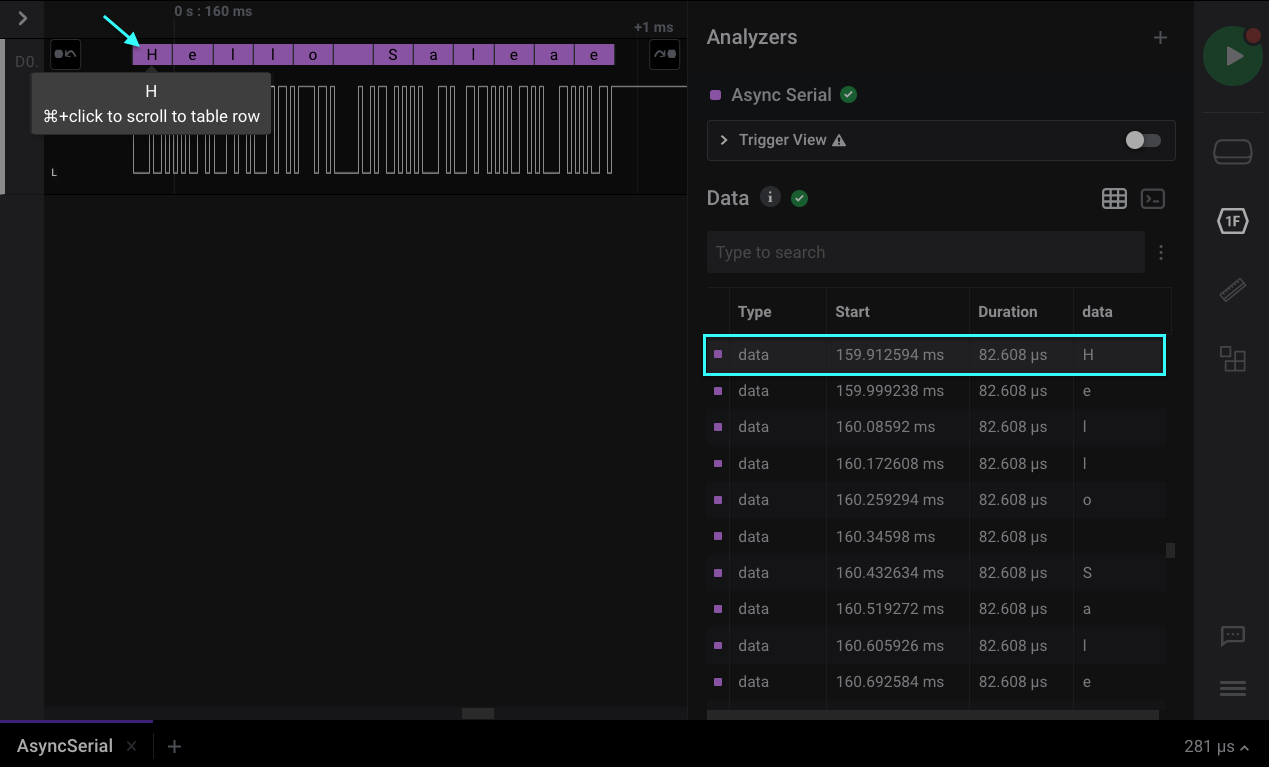 0 s : 160 ms
+1 ms
D0.
H e l l o S a l e a e
H
⌘+click to scroll to table row
L
Analyzers
+
Async Serial
Trigger View
Data i
>_
Type to search
1F
Type Start Duration data
data 159.912594 ms 82.608 μs H
data 159.999238 ms 82.608 μs e
data 160.08592 ms 82.608 μs l
data 160.172608 ms 82.608 μs l
data 160.259294 ms 82.608 μs o
data 160.34598 ms 82.608 μs
data 160.432634 ms 82.608 μs S
data 160.519272 ms 82.608 μs a
data 160.605926 ms 82.608 μs l
data 160.692584 ms 82.608 μs e
AsyncSerial × +
281 μs